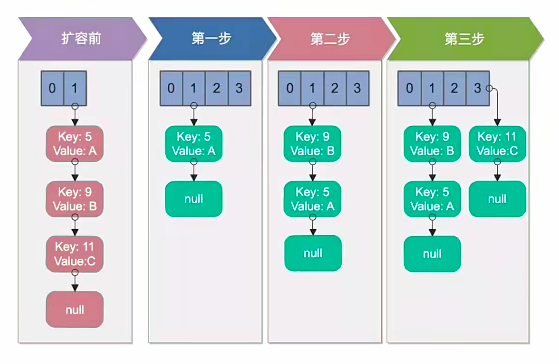 扩容前
第一步
第二步
第三步
0 1
0 1 2 3
0 1 2 3
0 1 2 3
Key: 5
Value: A
Key: 9
Value: B
Key: 11
Value:C
null
Key: 5
Value: A
null
Key: 9
Value: B
Key: 5
Value: A
null
Key: 9
Value: B
Key: 5
Value: A
null
Key: 11
Value:C
null